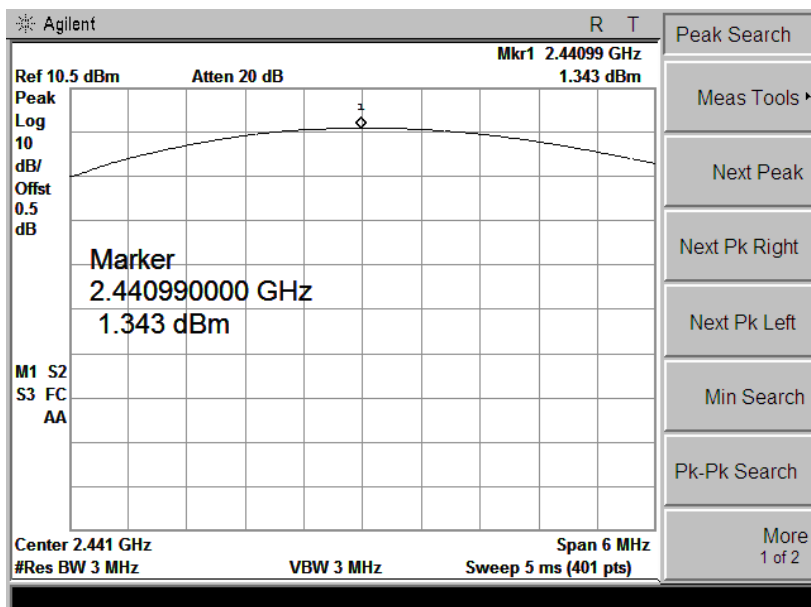 Agilent
R T
Peak Search
Mkr1 2.44099 GHz
Ref 10.5 dBm
Atten 20 dB
1.343 dBm
Peak
Log
10
dB/
Offst
0.5
dB
1
Marker
2.440990000 GHz
1.343 dBm
M1 S2
S3 FC
AA
Center 2.441 GHz
Span 6 MHz
#Res BW 3 MHz
VBW 3 MHz
Sweep 5 ms (401 pts)
Meas Tools
Next Peak
Next Pk Right
Next Pk Left
Min Search
Pk-Pk Search
More
1 of 2